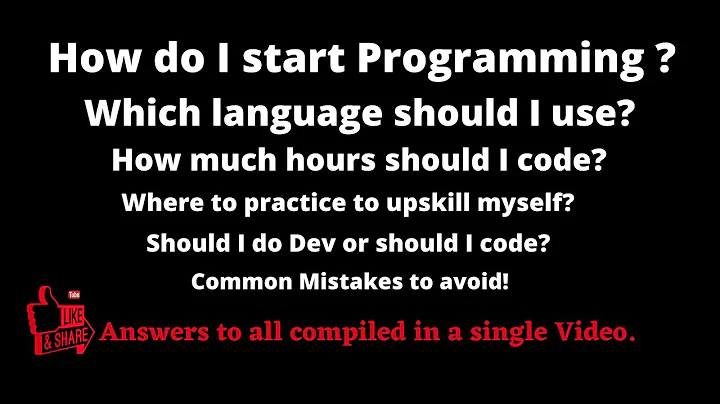 How do I start Programming ?
Which language should I use?
How much hours should I code?
Where to practice to upskill myself?
Should I do Dev or should I code?
Common Mistakes to avoid!
Tube
LIKE
& SHARE
Answers to all compiled in a single Video.